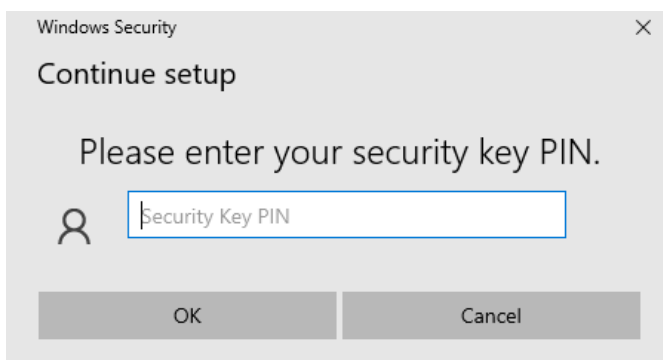 Windows Security
Continue setup
Please enter your security key PIN.
Security Key PIN
OK
Cancel